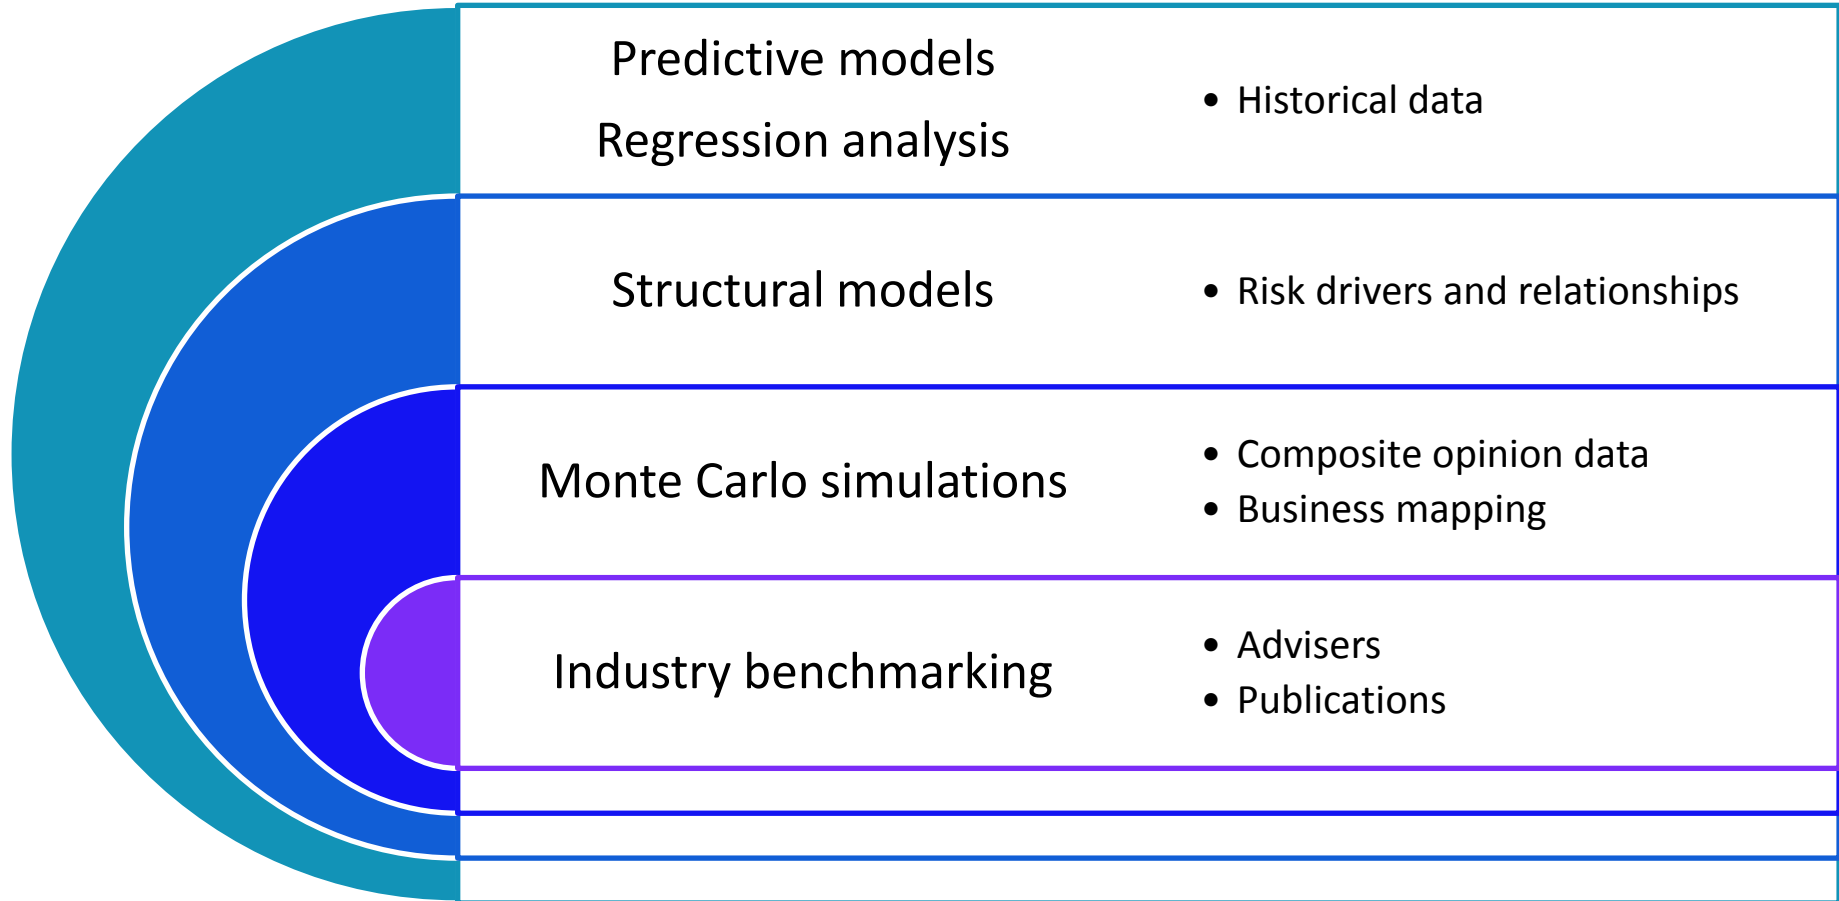 Predictive models
Regression analysis
• Historical data
Structural models
• Risk drivers and relationships
Monte Carlo simulations
• Composite opinion data
• Business mapping
Industry benchmarking
• Advisers
• Publications